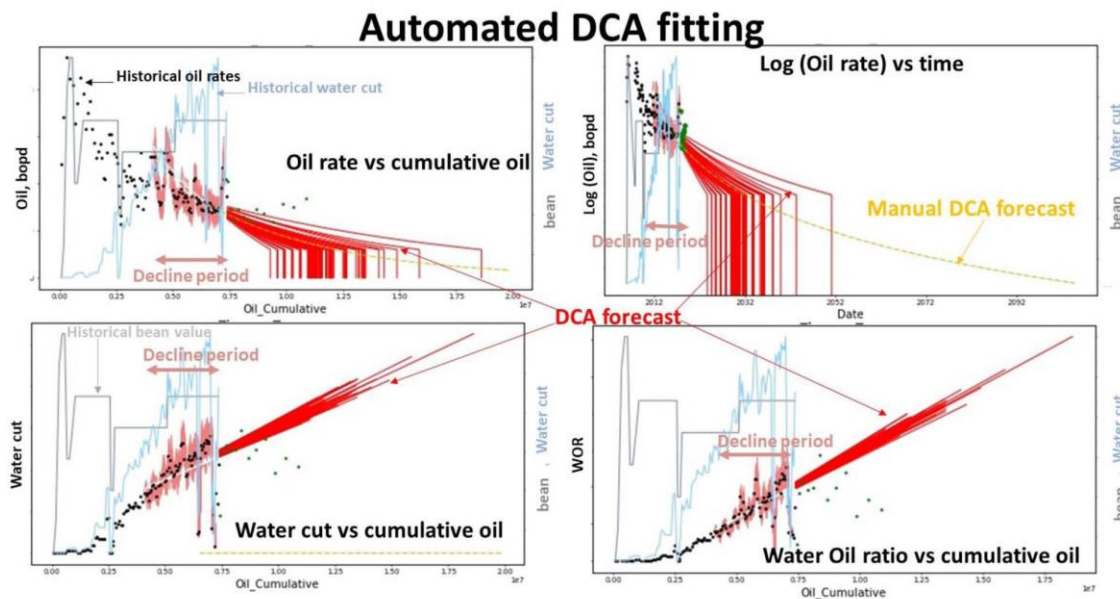 Automated DCA fitting
Historical oil rates
Historical water cut
Oil rate vs cumulative oil
Decline period
Oil, bopd
bean
Water cut
0.00 0.25 0.50 0.75 1.00 1.25 1.50 1.75 2.00
Oil_Cumulative
1e7
Log (Oil rate) vs time
Manual DCA forecast
Decline period
Log (Oil), bopd
bean
Water cut
2012 2032 2052 2072 2092
Date
DCA forecast
Historical bean value
Decline period
Water cut vs cumulative oil
Water cut
bean , Water cut
0.00 0.25 0.50 0.75 1.00 1.25 1.50 1.75 2.00
Oil_Cumulative
1e7
Decline period
Water Oil ratio vs cumulative oil
WOR
bean , Water cut
0.00 0.25 0.50 0.75 1.00 1.25 1.50 1.75 2.00
Oil_Cumulative
1e7